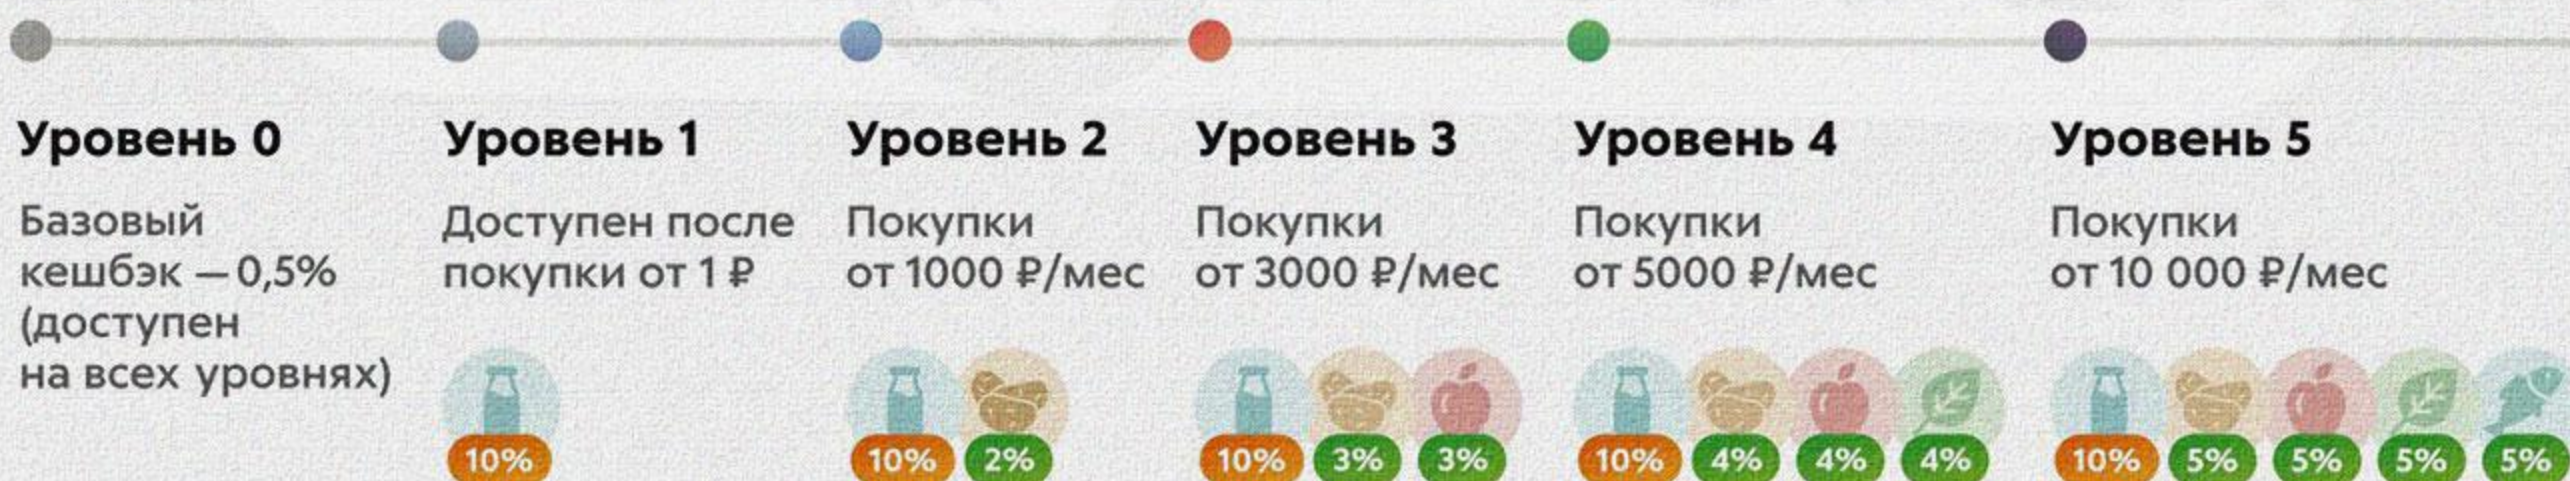 Уровень 0
Базовый
кешбэк — 0,5%
(доступен
на всех уровнях)
Уровень 1
Доступен после
покупки от 1 ₽
10%
Уровень 2
Покупки
от 1000 ₽/мес
10% 2%
Уровень 3
Покупки
от 3000 ₽/мес
10% 3% 3%
Уровень 4
Покупки
от 5000 ₽/мес
10% 4% 4% 4%
Уровень 5
Покупки
от 10 000 ₽/мес
10% 5% 5% 5% 5%